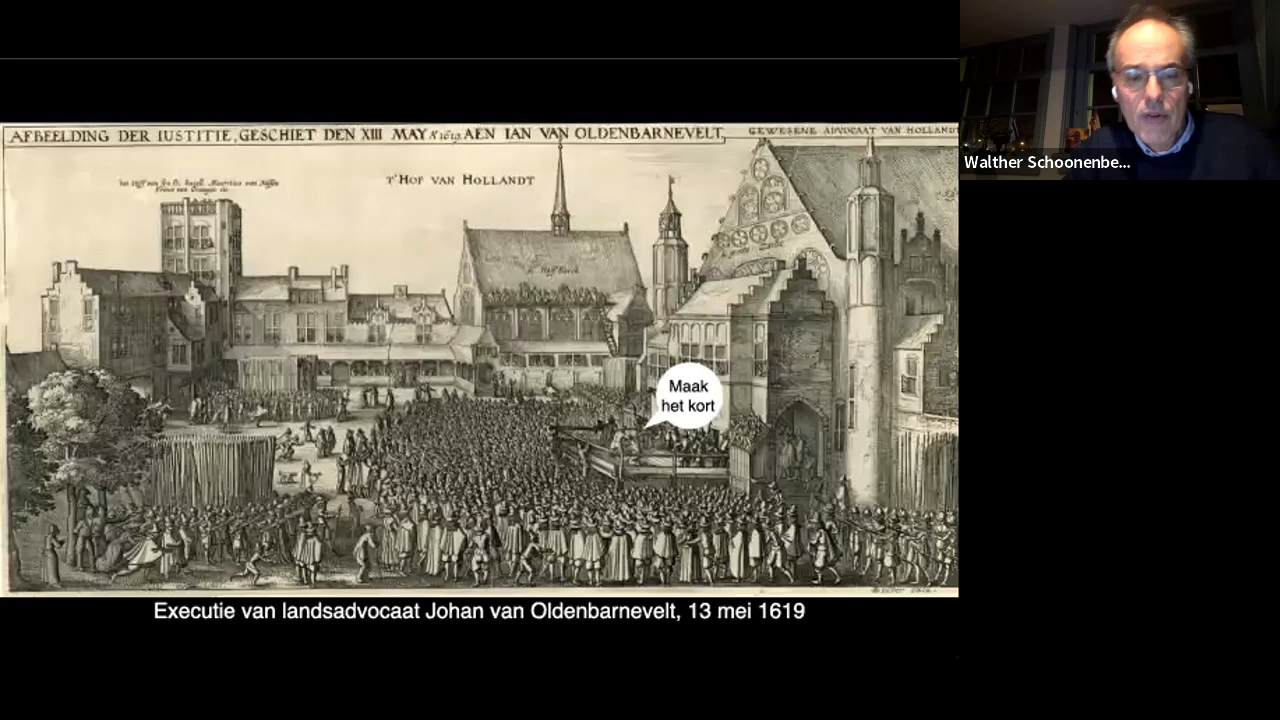 AFBEELDING DER IUSTITIE, GESCHIET DEN XIII MAY Aº 1619. AEN IAN VAN OLDENBARNEVELT,
GEWESENE ADVOCAAT VAN HOLLANDT
T'HOF VAN HOLLANDT
Maak
het kort
Executie van landsadvocaat Johan van Oldenbarnevelt, 13 mei 1619
Walther Schoonenbe...